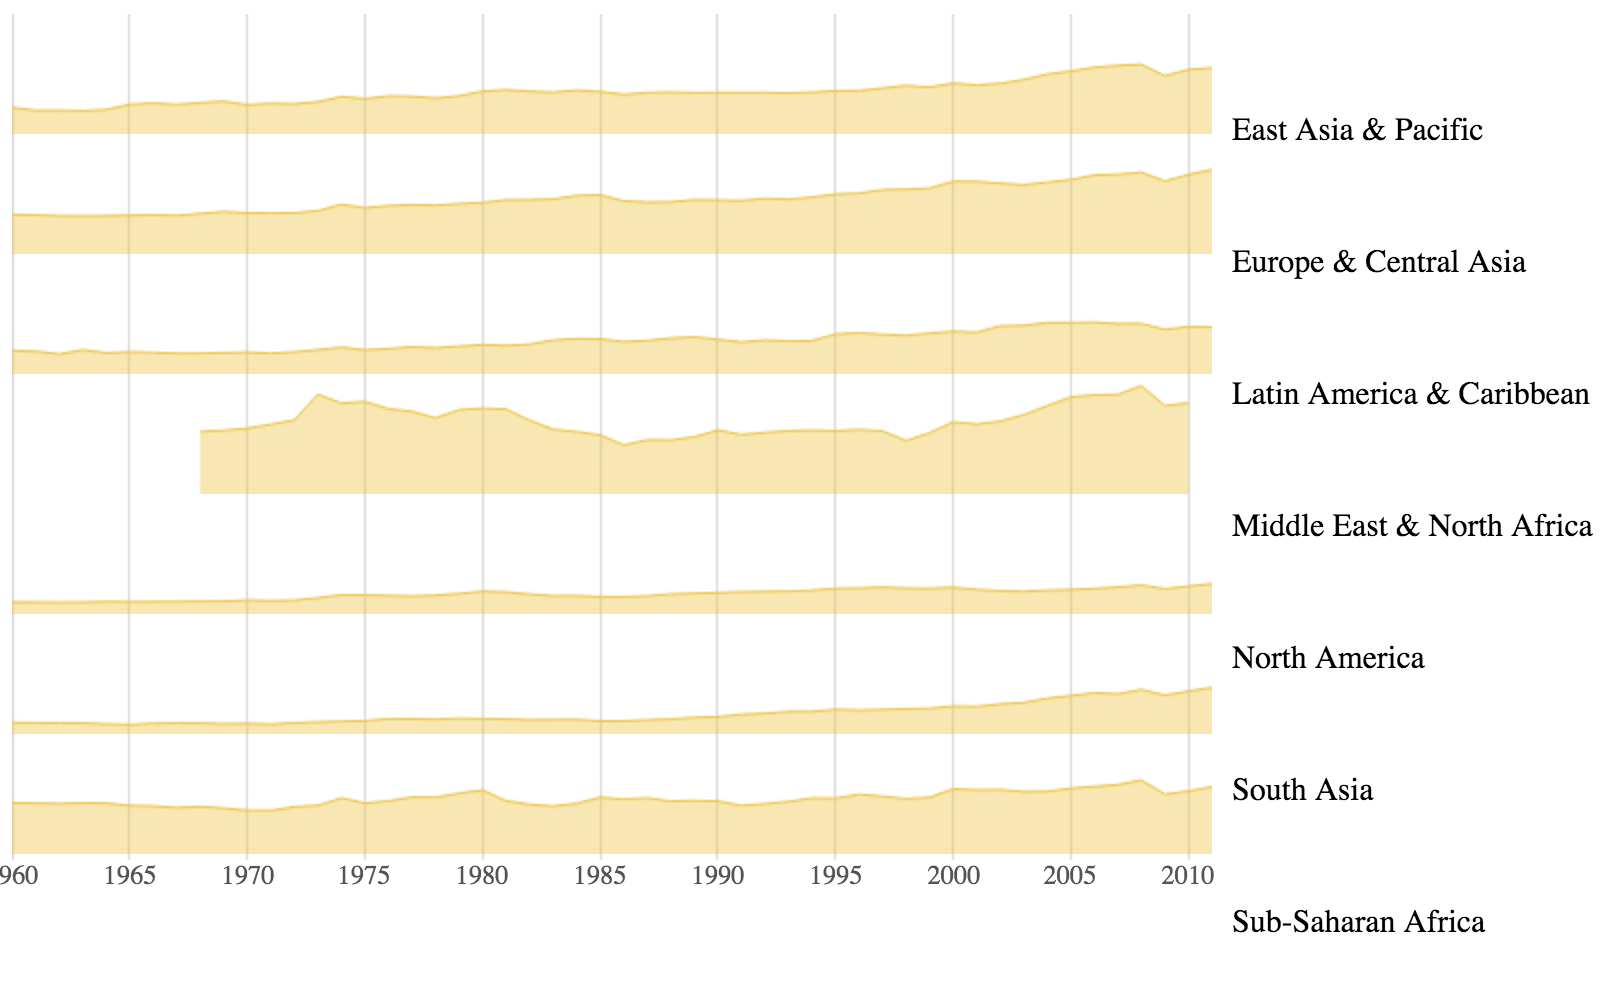 East Asia & Pacific
Europe & Central Asia
Latin America & Caribbean
Middle East & North Africa
North America
South Asia
960 1965 1970 1975 1980 1985 1990 1995 2000 2005 2010
Sub-Saharan Africa